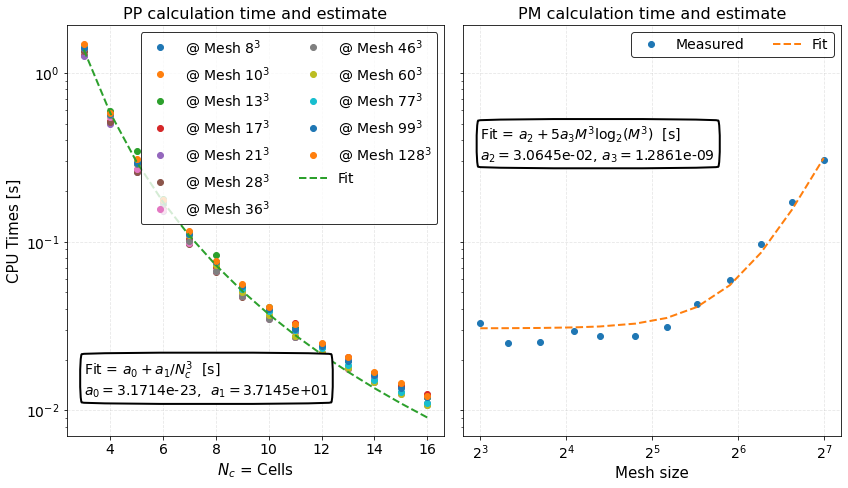 PP calculation time and estimate
PM calculation time and estimate
@ Mesh 8³
@ Mesh 10³
@ Mesh 13³
@ Mesh 17³
@ Mesh 21³
@ Mesh 28³
@ Mesh 36³
@ Mesh 46³
@ Mesh 60³
@ Mesh 77³
@ Mesh 99³
@ Mesh 128³
Fit
Measured
Fit
Fit = a₂ + 5a₃M³log₂(M³) [s]
a₂ = 3.0645e-02, a₃ = 1.2861e-09
Fit = a₀ + a₁/N_c³ [s]
a₀ = 3.1714e-23, a₁ = 3.7145e+01
CPU Times [s]
10⁰
10⁻¹
10⁻²
4 6 8 10 12 14 16
N_c = Cells
2³ 2⁴ 2⁵ 2⁶ 2⁷
Mesh size